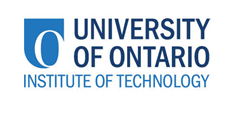 UNIVERSITY
OF ONTARIO
INSTITUTE OF TECHNOLOGY